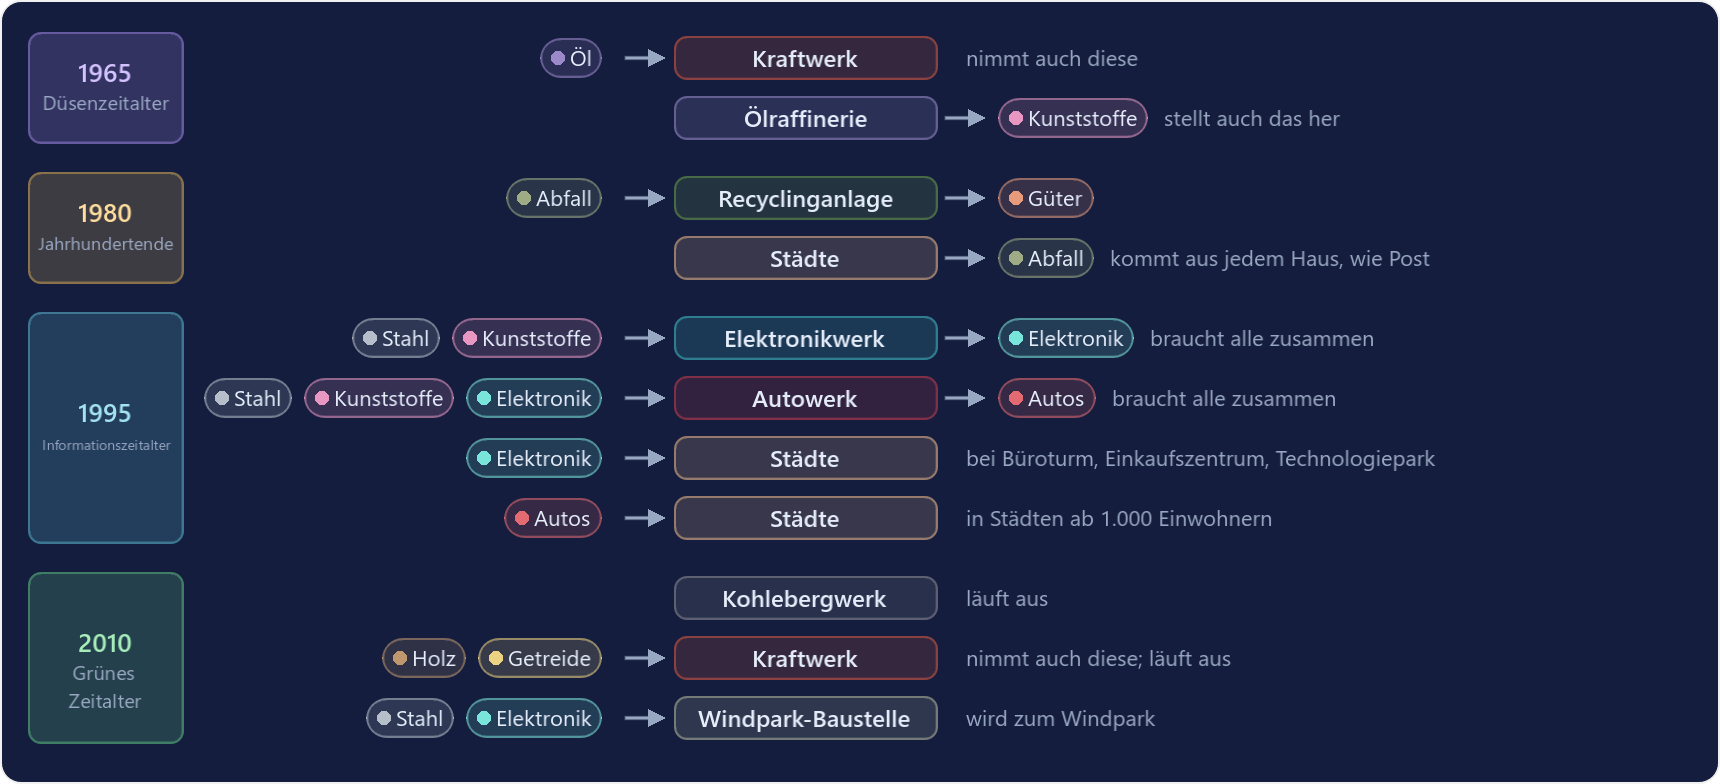 1965
Düsenzeitalter
Öl
Kraftwerk
nimmt auch diese
Ölraffinerie
Kunststoffe
stellt auch das her
1980
Jahrhundertende
Abfall
Recyclinganlage
Güter
Städte
Abfall
kommt aus jedem Haus, wie Post
1995
Informationszeitalter
Stahl
Kunststoffe
Elektronikwerk
Elektronik
braucht alle zusammen
Stahl
Kunststoffe
Elektronik
Autowerk
Autos
braucht alle zusammen
Elektronik
Städte
bei Büroturm, Einkaufszentrum, Technologiepark
Autos
Städte
in Städten ab 1.000 Einwohnern
2010
Grünes
Zeitalter
Kohlebergwerk
läuft aus
Holz
Getreide
Kraftwerk
nimmt auch diese; läuft aus
Stahl
Elektronik
Windpark-Baustelle
wird zum Windpark